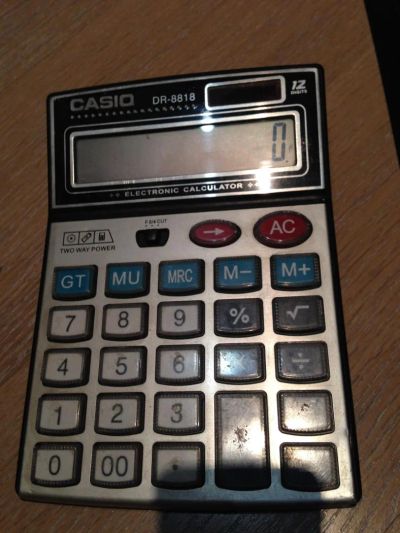 CASIO DR-8818 12
DIGITS
0
ELECTRONIC CALCULATOR
TWO WAY POWER
→ AC
GT MU MRC M− M+
7 8 9 % √
4 5 6 ÷
1 2 3
0 00 .